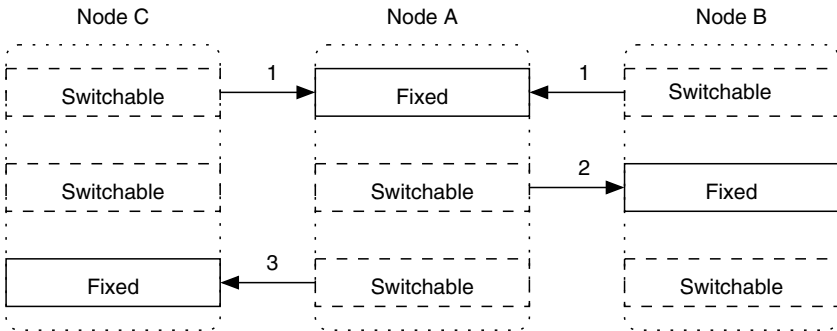 Node C Node A Node B
1 1
Switchable Fixed Switchable
2
Switchable Switchable Fixed
3
Fixed Switchable Switchable